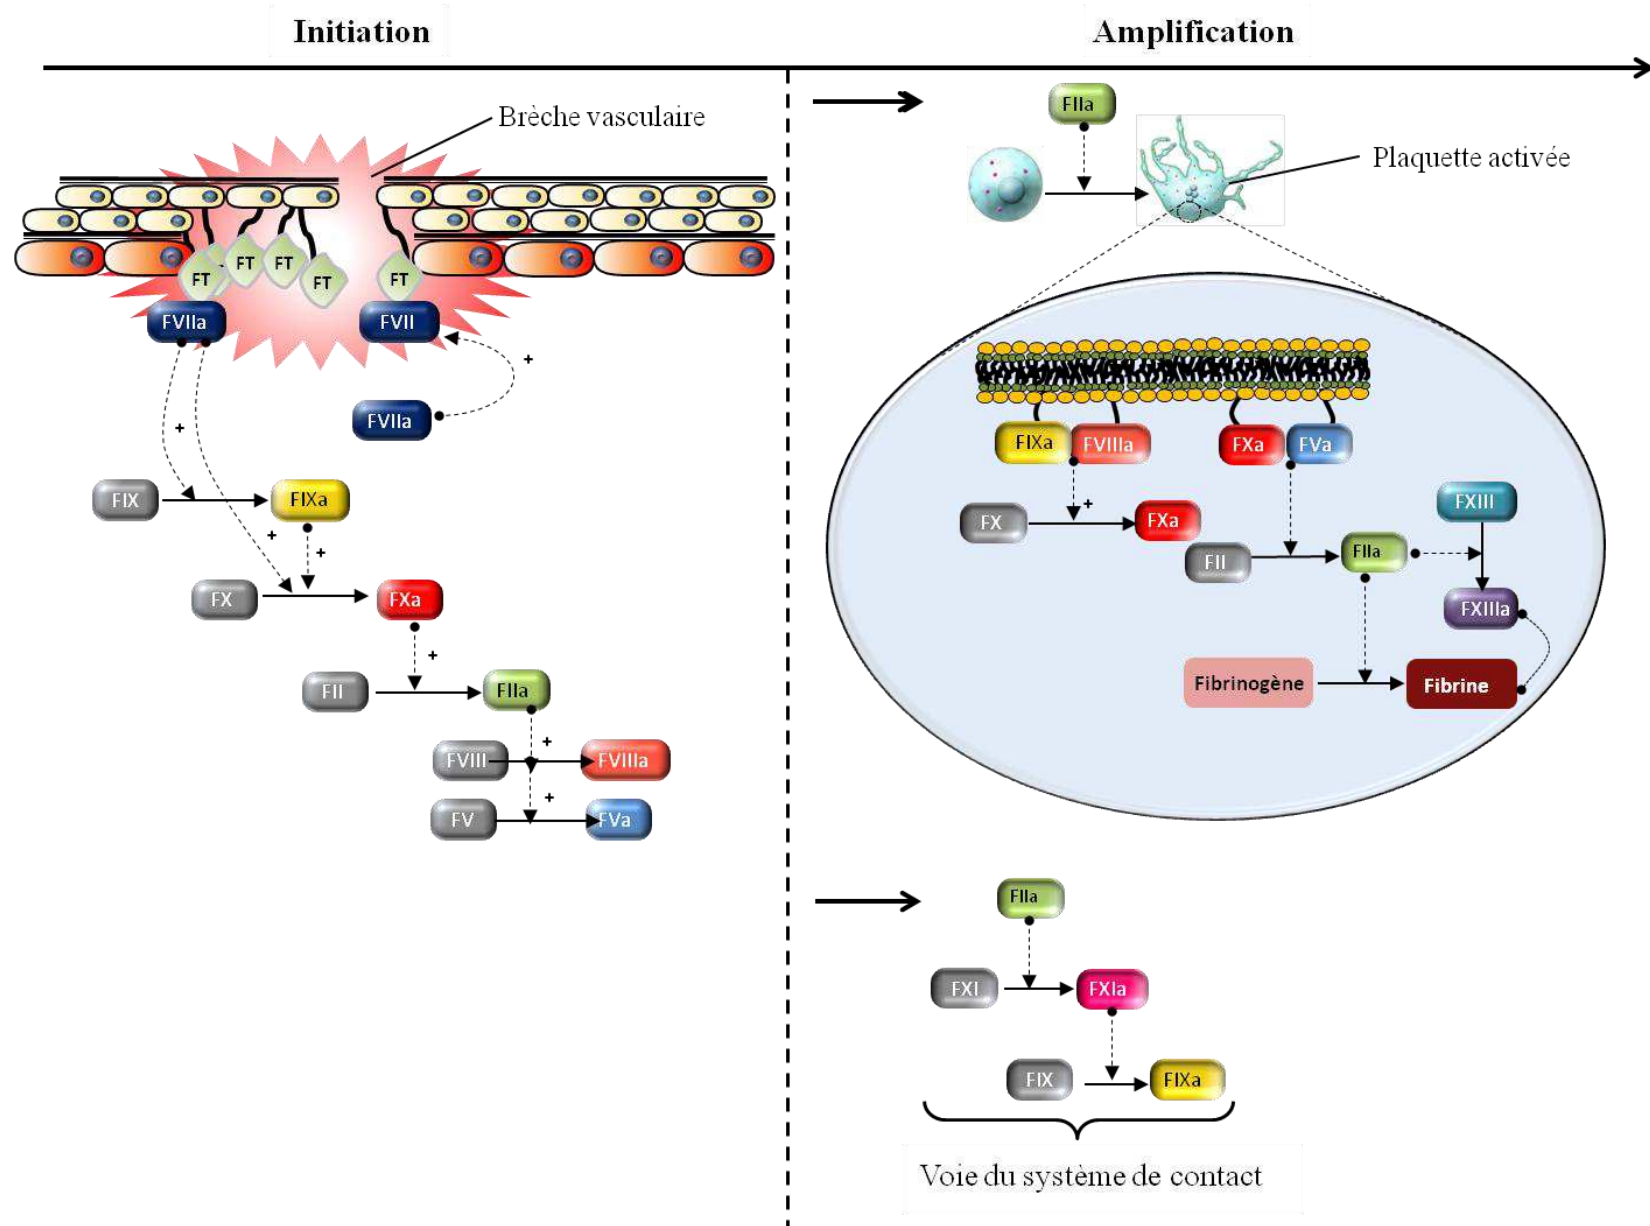 Initiation
Amplification
Brèche vasculaire
FT
FT
FT
FT
FT
FVIIa
FVII
+
FVIIa
+
FIX
FIXa
+
+
FX
FXa
+
FII
FIIa
+
FVIII
FVIIIa
+
FV
FVa
FIIa
Plaquette activée
FIXa
FVIIIa
FXa
FVa
+
FX
FXa
FXIII
FII
FIIa
FXIIIa
Fibrinogène
Fibrine
FIIa
FXI
FXIa
FIX
FIXa
Voie du système de contact